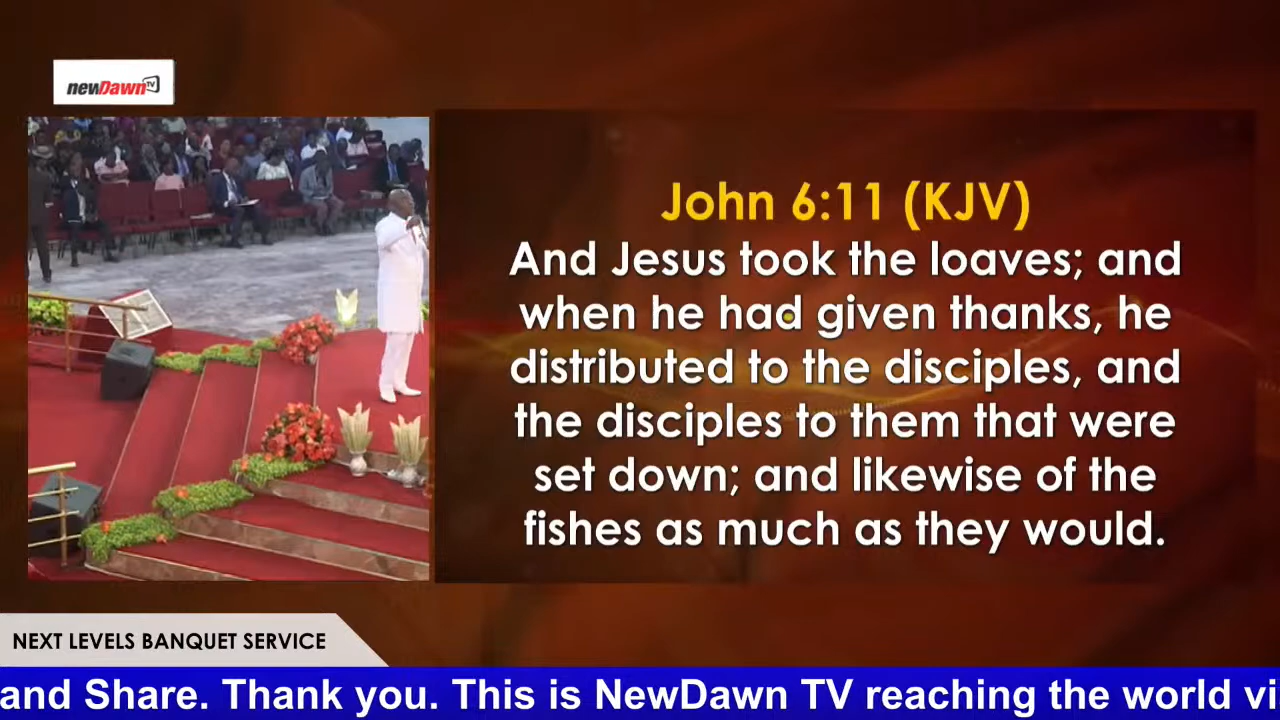 newDawn TV
John 6:11 (KJV)
And Jesus took the loaves; and
when he had given thanks, he
distributed to the disciples, and
the disciples to them that were
set down; and likewise of the
fishes as much as they would.
NEXT LEVELS BANQUET SERVICE
and Share. Thank you. This is NewDawn TV reaching the world vi